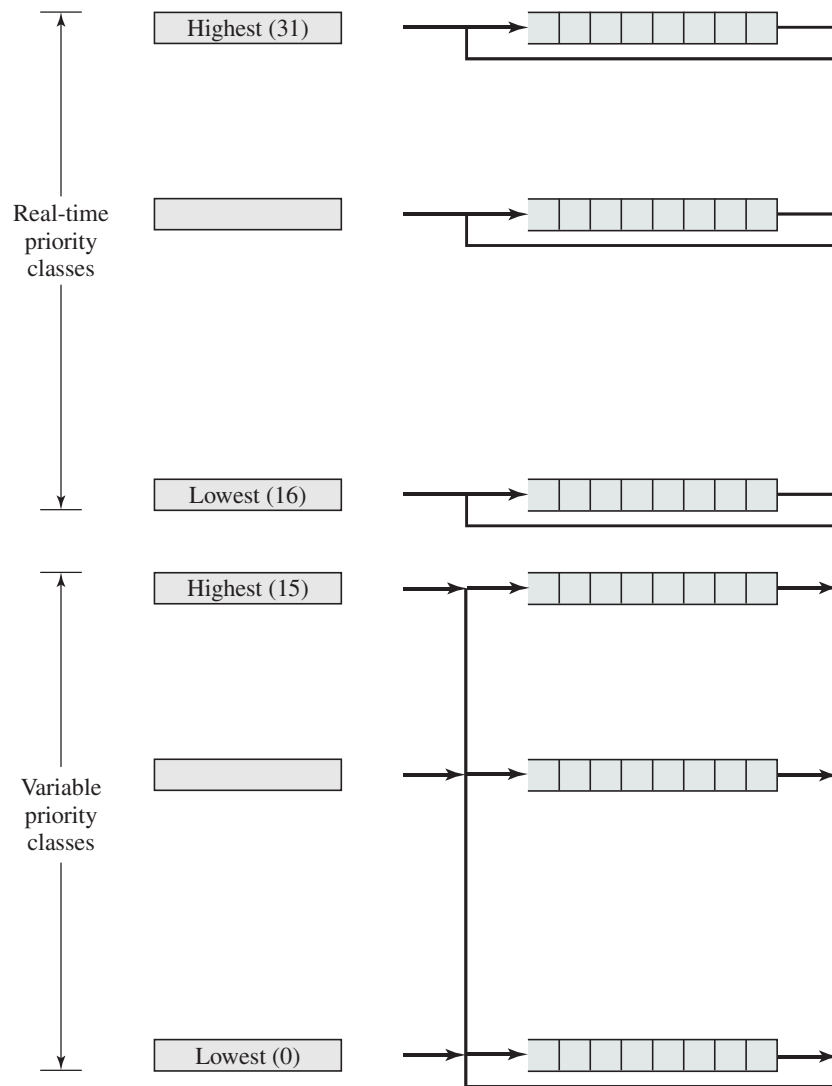 Highest (31)
Real-time
priority
classes
Lowest (16)
Highest (15)
Variable
priority
classes
Lowest (0)